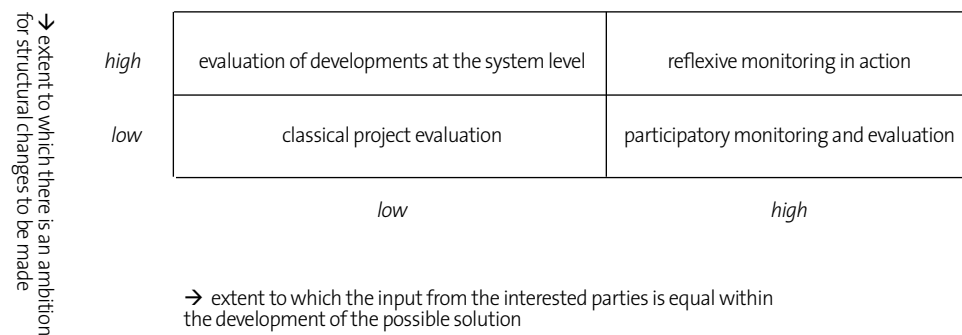 → extent to which there is an ambition
for structural changes to be made
high
evaluation of developments at the system level
reflexive monitoring in action
low
classical project evaluation
participatory monitoring and evaluation
low
high
→ extent to which the input from the interested parties is equal within
the development of the possible solution